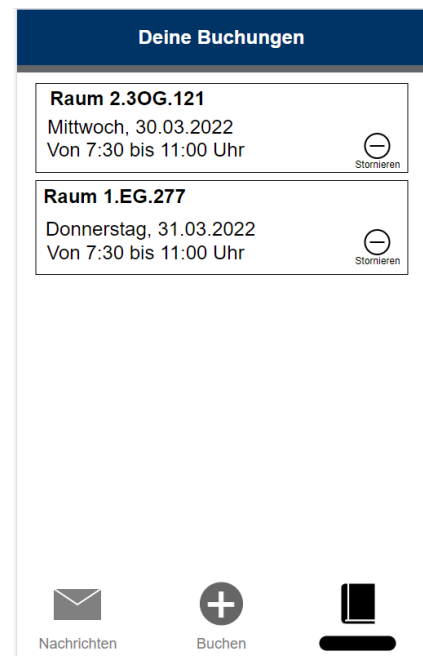 Deine Buchungen
Raum 2.3OG.121
Mittwoch, 30.03.2022
Von 7:30 bis 11:00 Uhr
Stornieren
Raum 1.EG.277
Donnerstag, 31.03.2022
Von 7:30 bis 11:00 Uhr
Stornieren
Nachrichten
Buchen